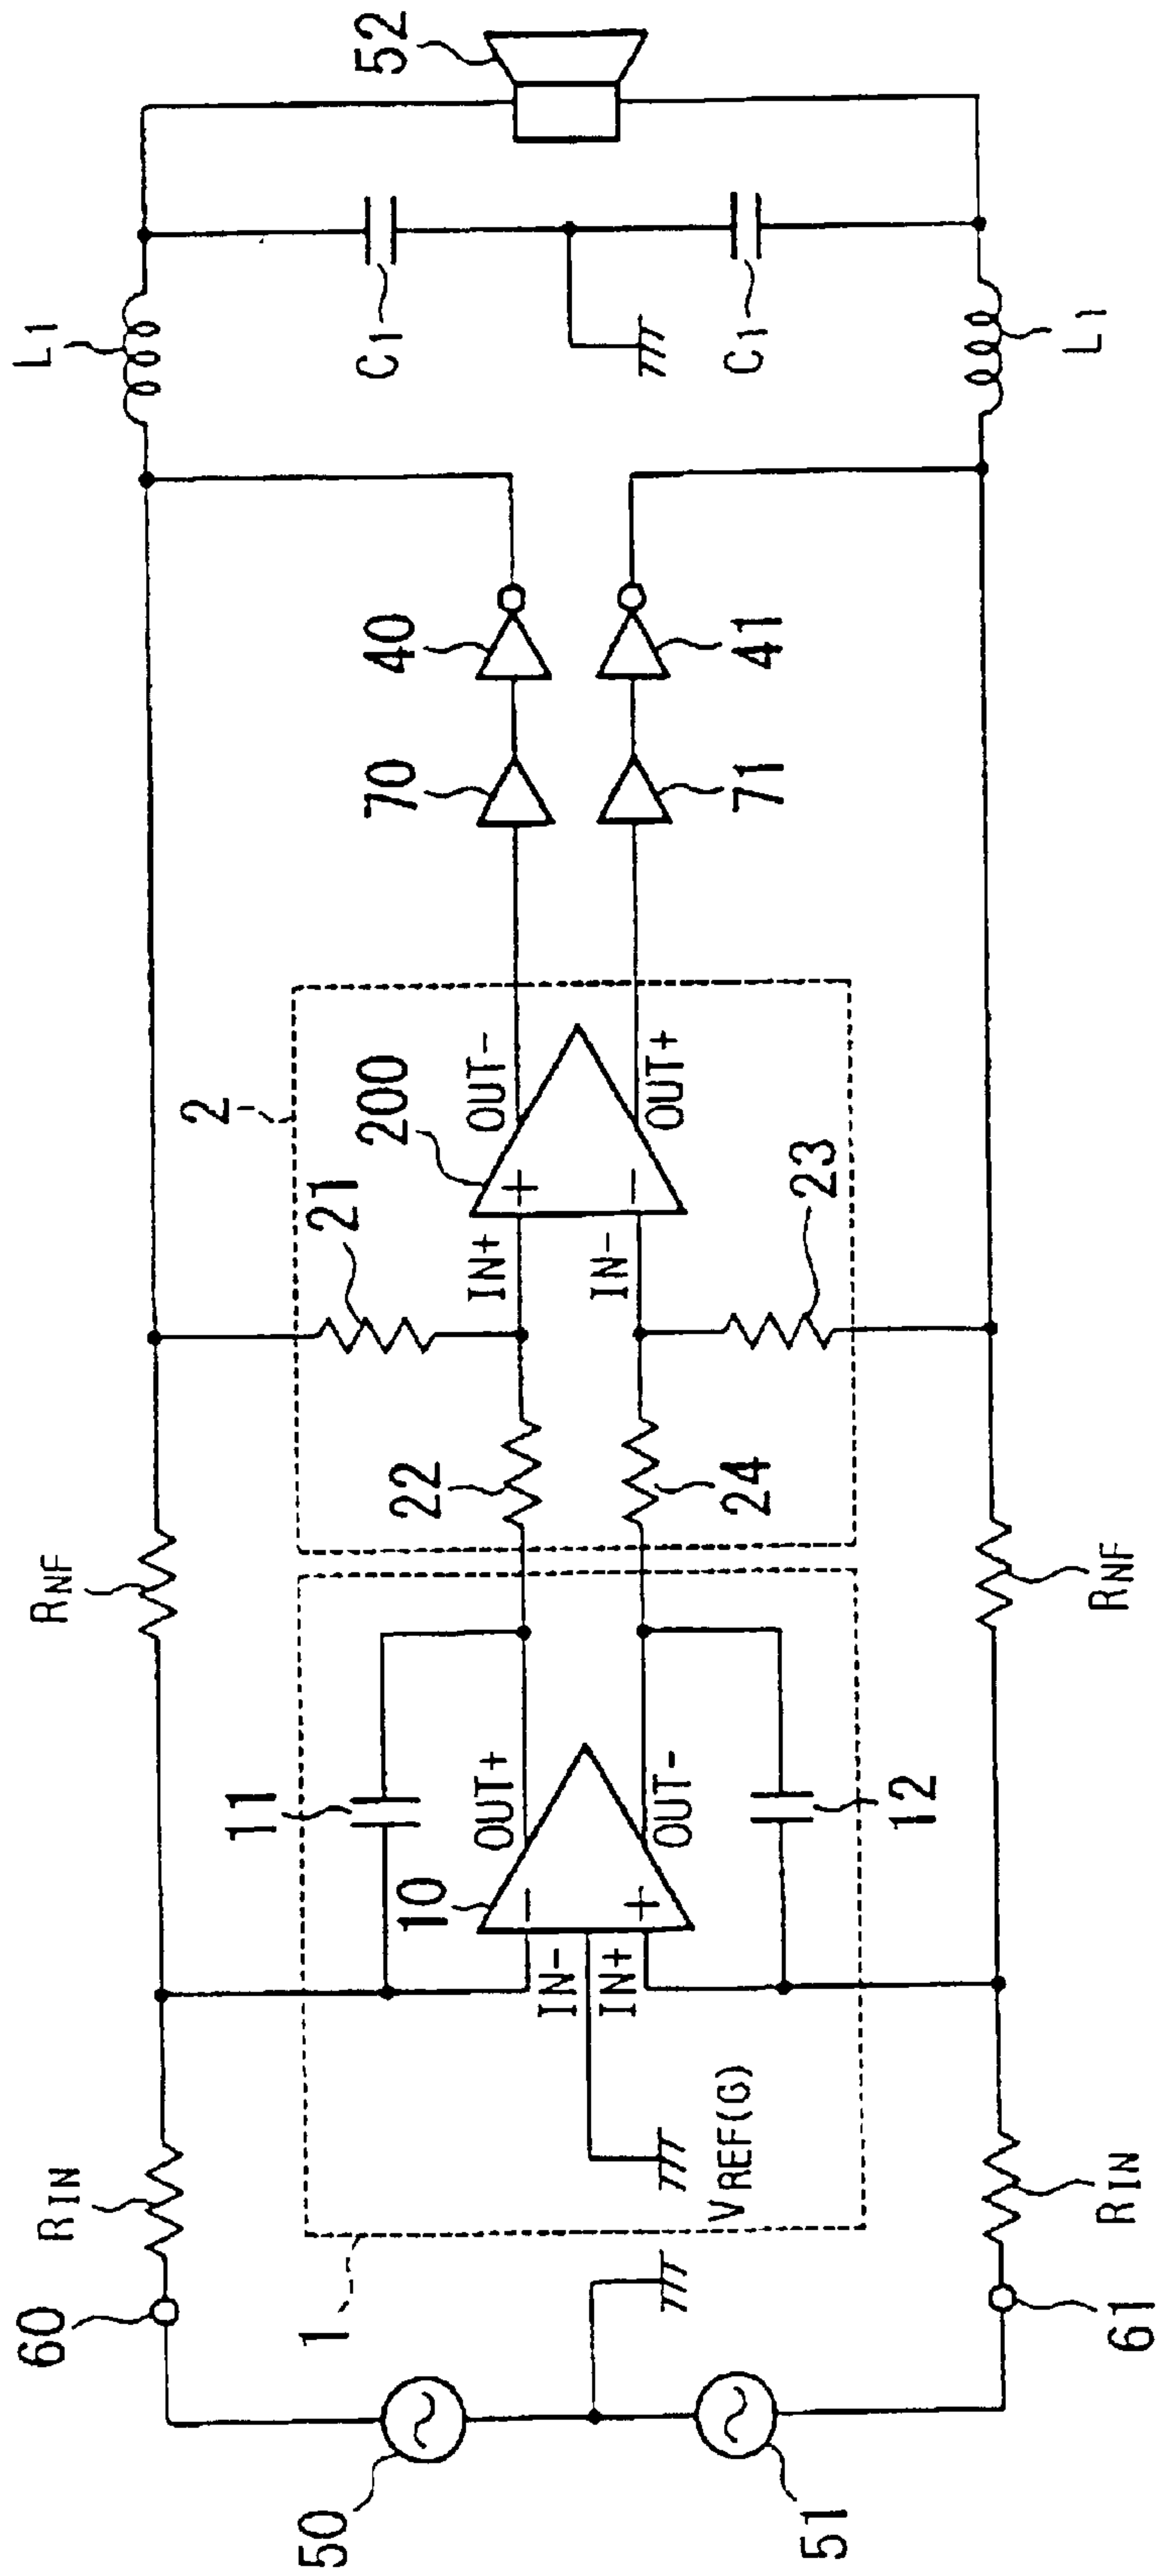 50
51
60
61
RIN
RIN
1
VREF(G)
10
IN-
IN+
−
+
OUT+
OUT-
11
12
RNF
RNF
2
22
24
21
23
IN+
IN-
200
+
−
OUT-
OUT+
70
71
40
41
L1
L1
C1
C1
52